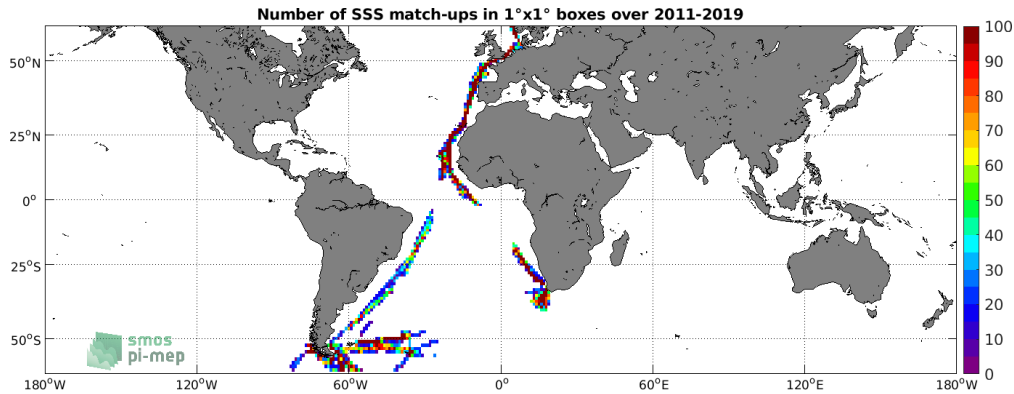 Number of SSS match-ups in 1°x1° boxes over 2011-2019
50°N
25°N
0°
25°S
50°S
180°W 120°W 60°W 0° 60°E 120°E 180°W
100
90
80
70
60
50
40
30
20
10
0
smos
pi-mep